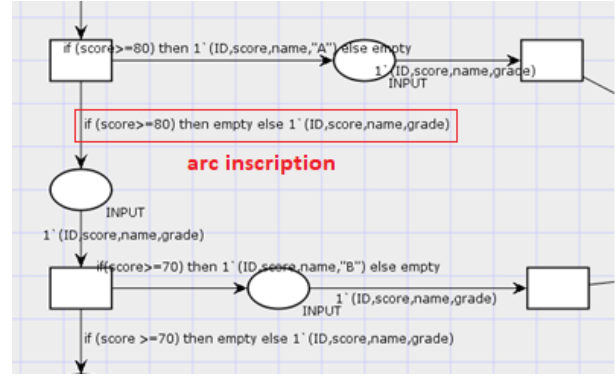 if (score>=80) then 1`(ID,score,name,"A") else empty
1`(ID,score,name,grade)
INPUT
if (score>=80) then empty else 1`(ID,score,name,grade)
arc inscription
INPUT
1`(ID,score,name,grade)
if(score>=70) then 1`(ID,score,name,"B") else empty
1`(ID,score,name,grade)
INPUT
if (score >=70) then empty else 1`(ID,score,name,grade)